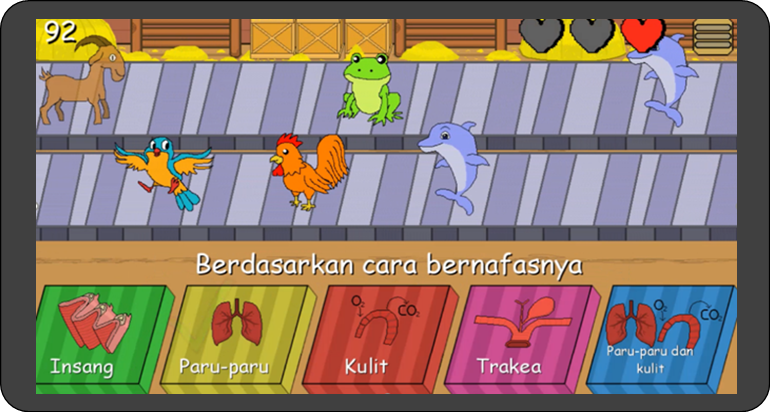 92
Berdasarkan cara bernafasnya
O₂
CO₂
O₂
CO₂
Insang
Paru-paru
Kulit
Trakea
Paru-paru dan
kulit